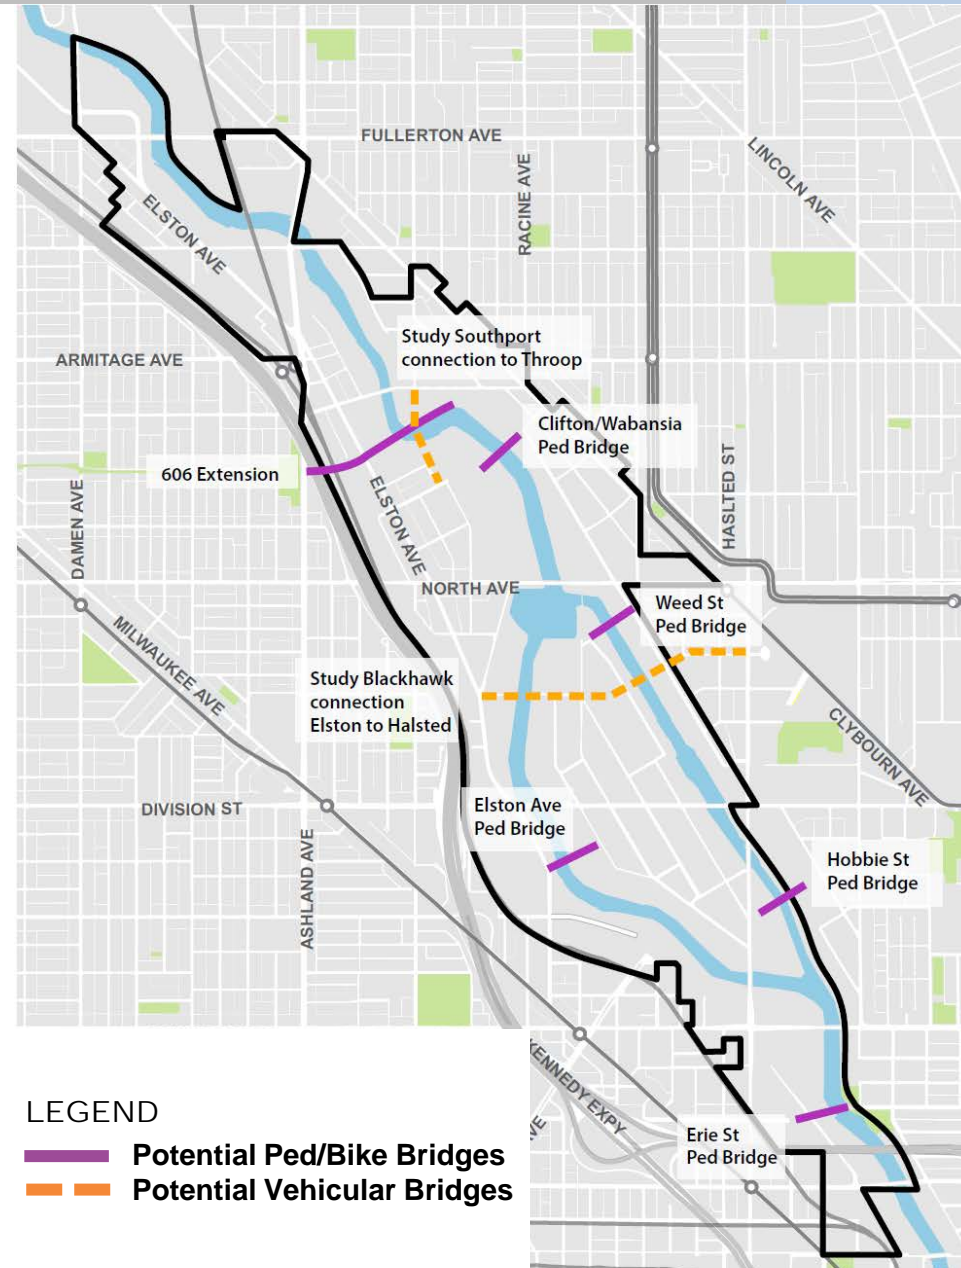 FULLERTON AVE
LINCOLN AVE
RACINE AVE
ELSTON AVE
Study Southport
connection to Throop
ARMITAGE AVE
Clifton/Wabansia
Ped Bridge
606 Extension
HASLTED ST
DAMEN AVE
ELSTON AVE
NORTH AVE
Weed St
Ped Bridge
MILWAUKEE AVE
Study Blackhawk
connection
Elston to Halsted
CLYBOURN AVE
DIVISION ST
Elston Ave
Ped Bridge
ASHLAND AVE
Hobbie St
Ped Bridge
KENNEDY EXPY
VE
Erie St
Ped Bridge
LEGEND
Potential Ped/Bike Bridges
Potential Vehicular Bridges